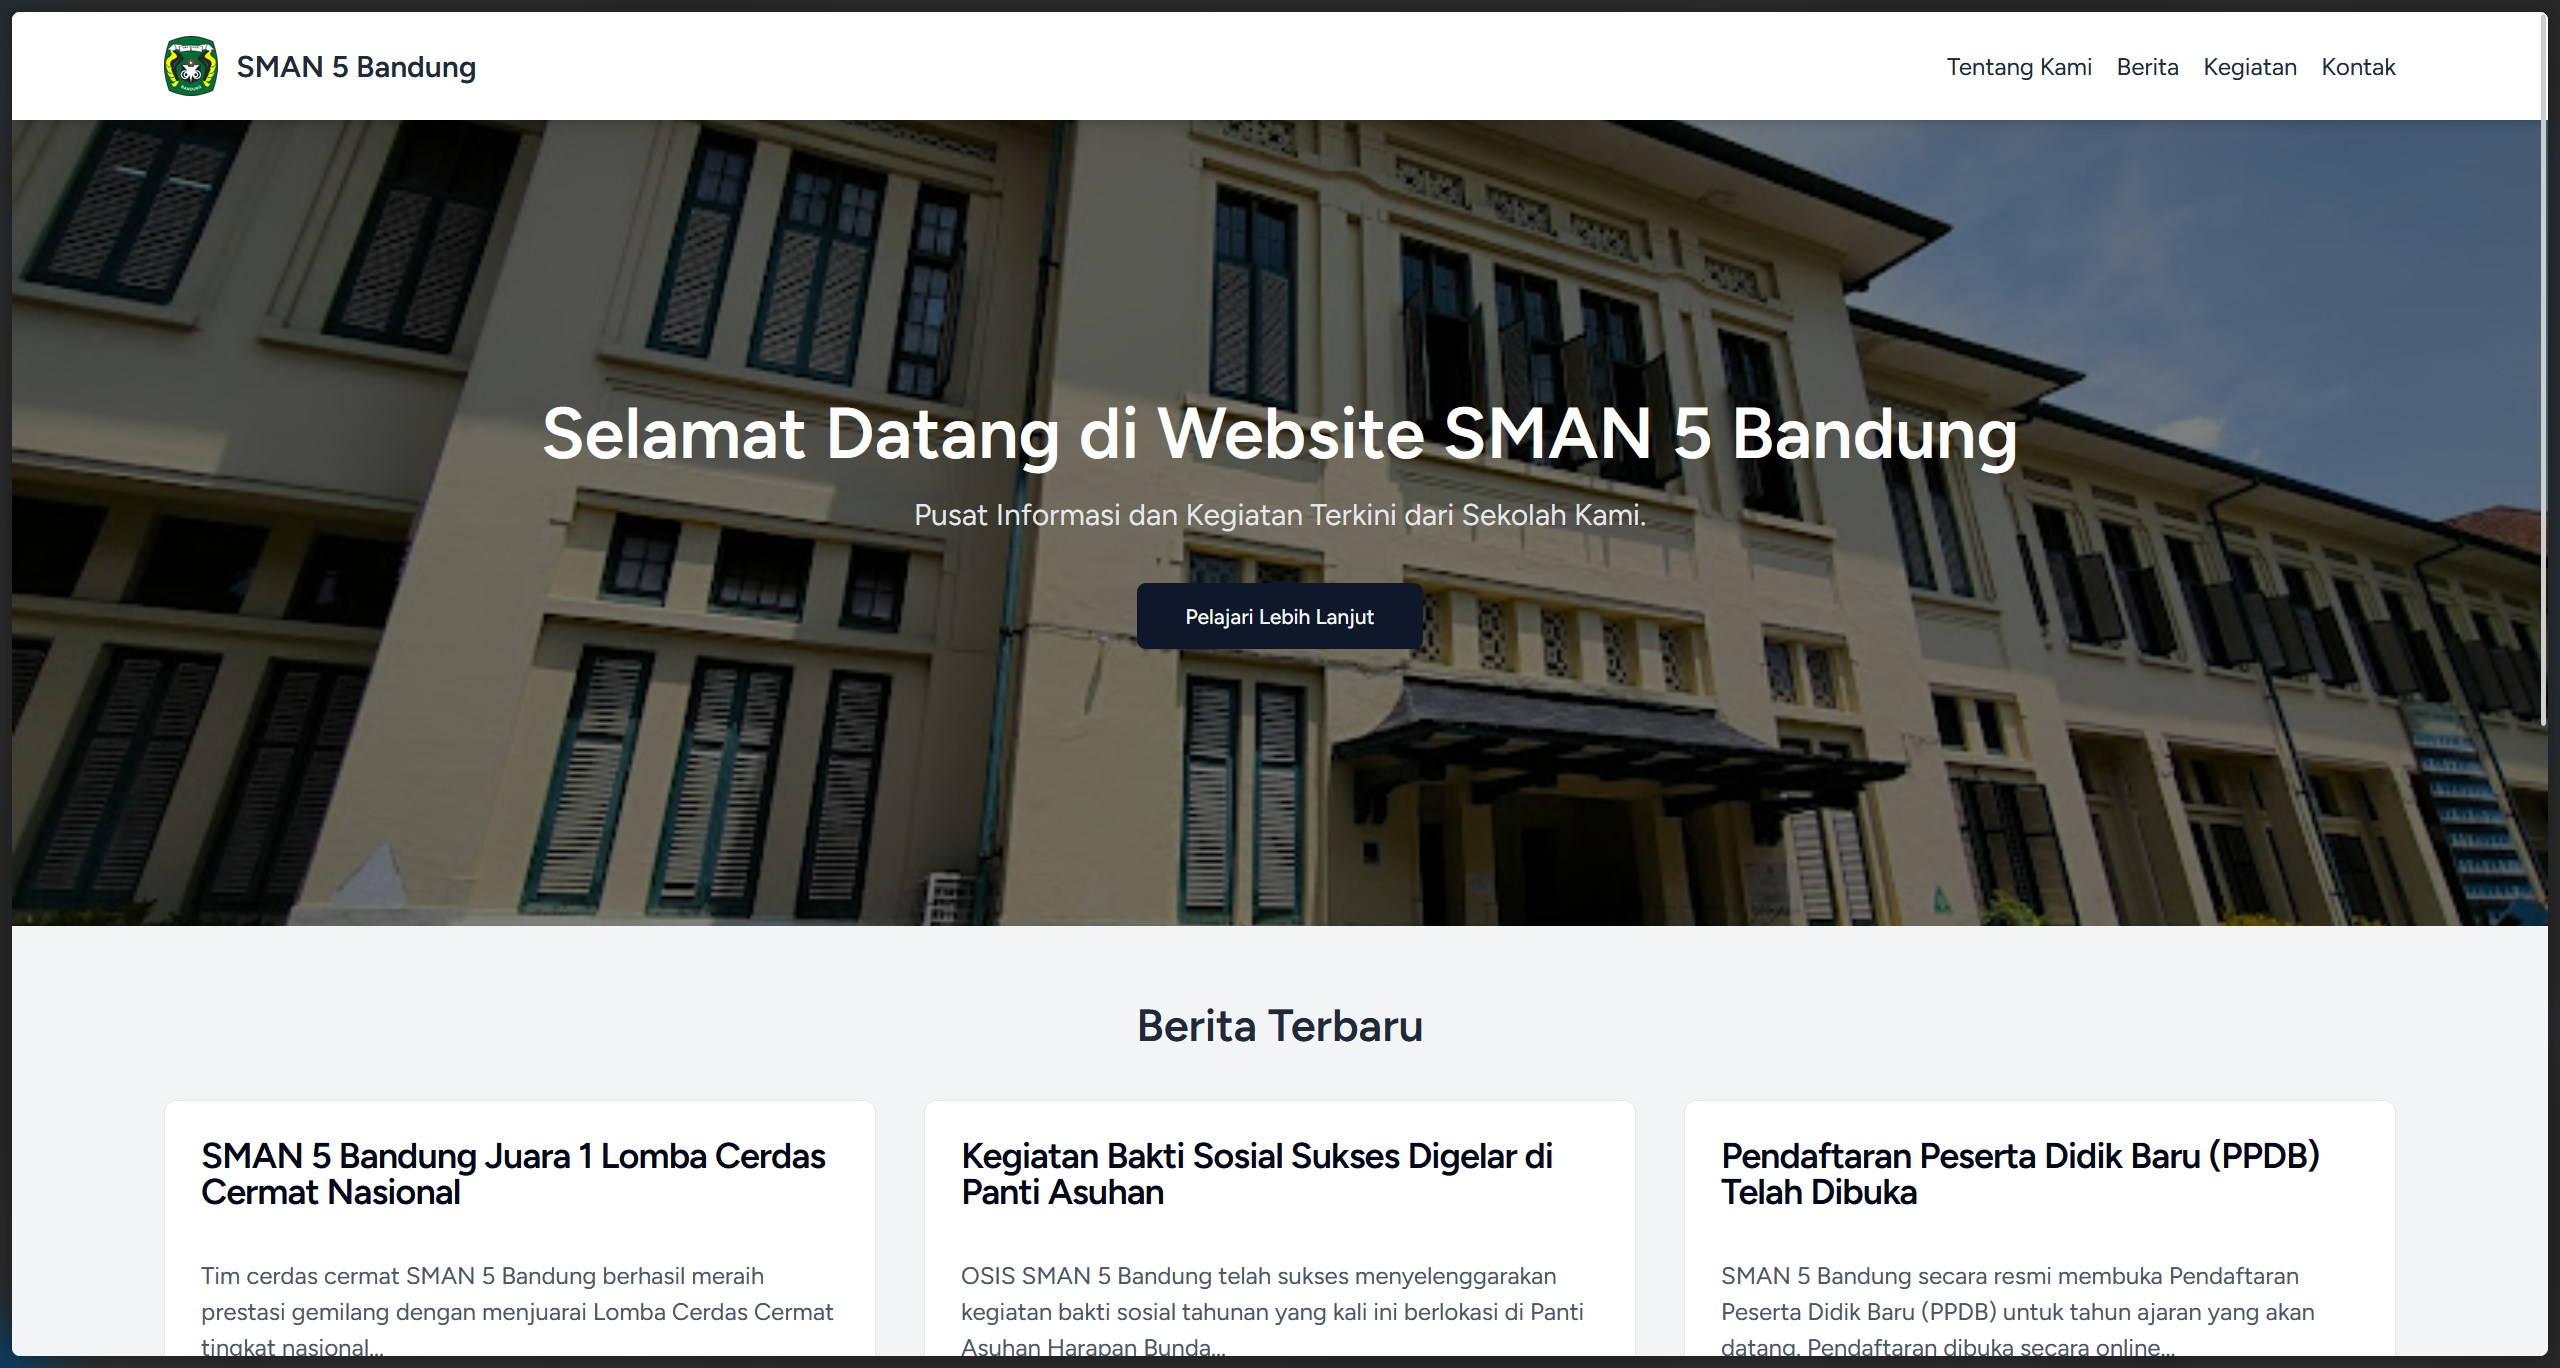 SMAN 5 Bandung
Tentang Kami Berita Kegiatan Kontak
Selamat Datang di Website SMAN 5 Bandung
Pusat Informasi dan Kegiatan Terkini dari Sekolah Kami.
Pelajari Lebih Lanjut
Berita Terbaru
SMAN 5 Bandung Juara 1 Lomba Cerdas
Cermat Nasional
Tim cerdas cermat SMAN 5 Bandung berhasil meraih
prestasi gemilang dengan menjuarai Lomba Cerdas Cermat
tingkat nasional...
Kegiatan Bakti Sosial Sukses Digelar di
Panti Asuhan
OSIS SMAN 5 Bandung telah sukses menyelenggarakan
kegiatan bakti sosial tahunan yang kali ini berlokasi di Panti
Asuhan Harapan Bunda...
Pendaftaran Peserta Didik Baru (PPDB)
Telah Dibuka
SMAN 5 Bandung secara resmi membuka Pendaftaran
Peserta Didik Baru (PPDB) untuk tahun ajaran yang akan
datang. Pendaftaran dibuka secara online...